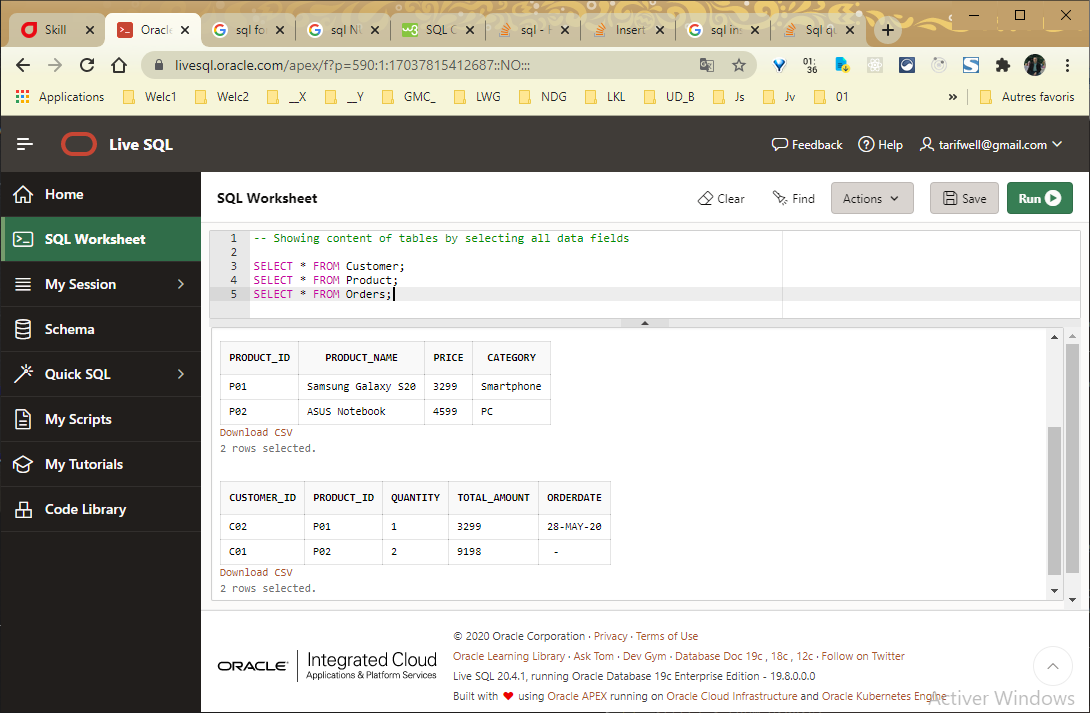 Skill
Oracle
sql fo
sql NU
SQL C
sql - H
Insert
sql ins
Sql qu
livesql.oracle.com/apex/f?p=590:1:17037815412687::NO:::
01:
36
Applications
Welc1
Welc2
__X
__Y
GMC_
LWG
NDG
LKL
UD_B
Js
Jv
01
»
Autres favoris
Live SQL
Feedback
Help
tarifwell@gmail.com
Home
SQL Worksheet
My Session
Schema
Quick SQL
My Scripts
My Tutorials
Code Library
SQL Worksheet
Clear
Find
Actions
Save
Run
1 -- Showing content of tables by selecting all data fields
2
3 SELECT * FROM Customer;
4 SELECT * FROM Product;
5 SELECT * FROM Orders;
PRODUCT_ID PRODUCT_NAME PRICE CATEGORY
P01 Samsung Galaxy S20 3299 Smartphone
P02 ASUS Notebook 4599 PC
Download CSV
2 rows selected.
CUSTOMER_ID PRODUCT_ID QUANTITY TOTAL_AMOUNT ORDERDATE
C02 P01 1 3299 28-MAY-20
C01 P02 2 9198 -
Download CSV
2 rows selected.
ORACLE
Integrated Cloud
Applications & Platform Services
© 2020 Oracle Corporation · Privacy · Terms of Use
Oracle Learning Library · Ask Tom · Dev Gym · Database Doc 19c , 18c , 12c · Follow on Twitter
Live SQL 20.4.1, running Oracle Database 19c Enterprise Edition - 19.8.0.0.0
Built with ❤ using Oracle APEX running on Oracle Cloud Infrastructure and Oracle Kubernetes Engine
Activer Windows